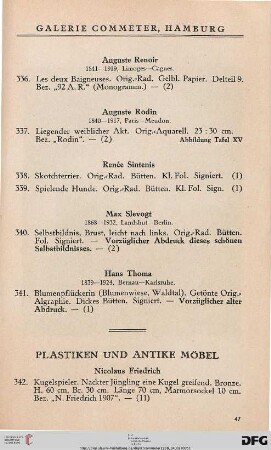 GALERIE COMMETER, HAMBURG
Auguste Renoir
1841—1919, Limoges—Cagnes.
336. Les deux Baigneuses. Orig.-Rad. Gelbl. Papier. Delteil 9.
Bez. „92 A. R.“ (Monogramm.) — (2)
Auguste Rodin
1840—1917, Paris—Meudon.
337. Liegender weiblicher Akt. Orig.-Aquarell. 23 : 30 cm.
Bez. „Rodin“. — (2) Abbildung Tafel XV
Renée Sintenis
338. Skotchterrier. Orig.-Rad. Bütten. Kl. Fol. Signiert. (1)
339. Spielende Hunde. Orig.-Rad. Bütten. Kl. Fol. Sign. (1)
Max Slevogt
1868—1932, Landshut—Berlin.
340. Selbstbildnis, Brust, leicht nach links. Orig.-Rad. Bütten.
Fol. Signiert. — Vorzüglicher Abdruck dieses schönen
Selbstbildnisses. — (2)
Hans Thoma
1839—1924, Bernau—Karlsruhe.
341. Blumenpflückerin (Blumenwiese, Waldtal). Getönte Orig.-
Algraphie. Dickes Bütten. Signiert. — Vorzüglicher alter
Abdruck. — (1)
PLASTIKEN UND ANTIKE MÖBEL
Nicolaus Friedrich
342. Kugelspieler. Nackter Jüngling eine Kugel greifend. Bronze.
H. 60 cm. Br. 30 cm. Länge 70 cm, Marmorsockel 10 cm.
Bez. „N. Friedrich 1907“. — (11)
47
DFG